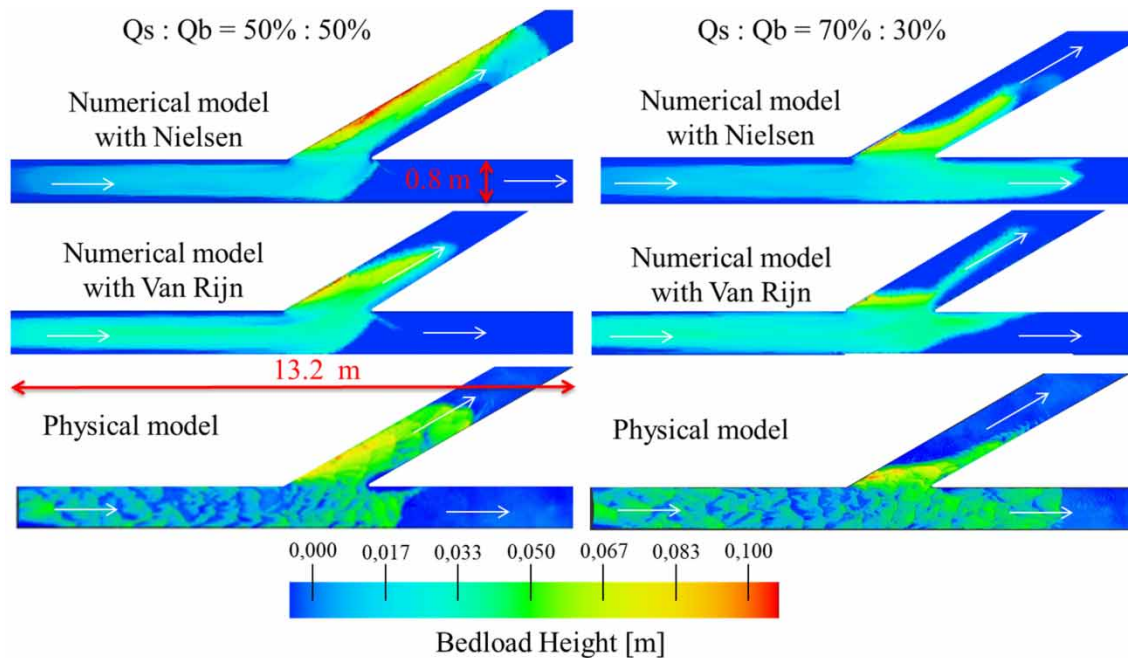 Qs : Qb = 50% : 50%
Qs : Qb = 70% : 30%
Numerical model
with Nielsen
Numerical model
with Nielsen
0.8 m
Numerical model
with Van Rijn
Numerical model
with Van Rijn
13.2 m
Physical model
Physical model
0,000 0,017 0,033 0,050 0,067 0,083 0,100
Bedload Height [m]